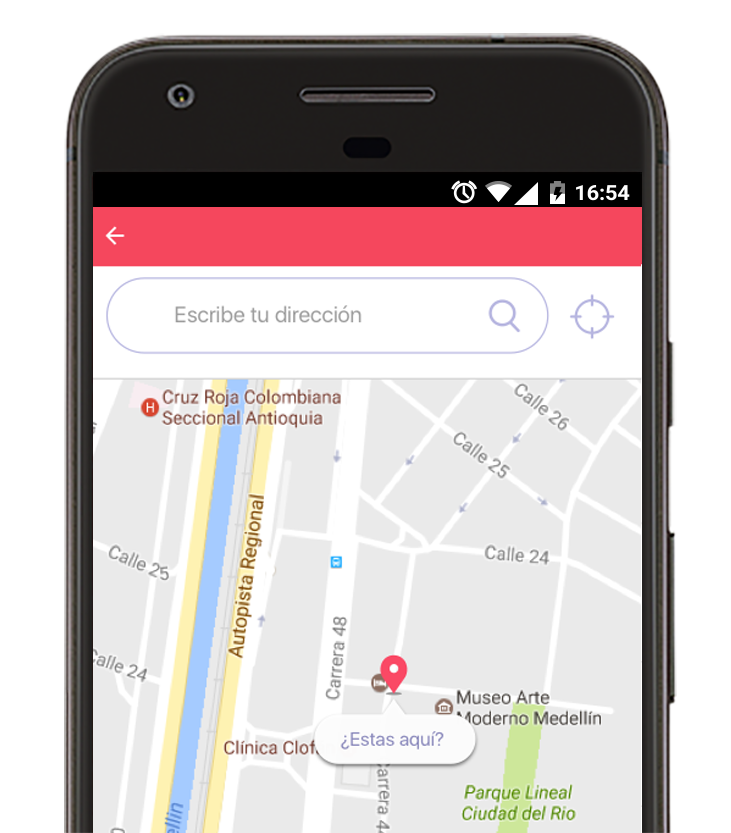 16:54
Escribe tu dirección
H
Cruz Roja Colombiana
Seccional Antioquia
Calle 26
Calle 25
Autopista Regional
Calle 24
Calle 25
Carrera 48
Calle 24
Museo Arte
Moderno Medellín
¿Estas aquí?
Clínica Clof
Carrera 4
Parque Lineal
Ciudad del Rio
ellín